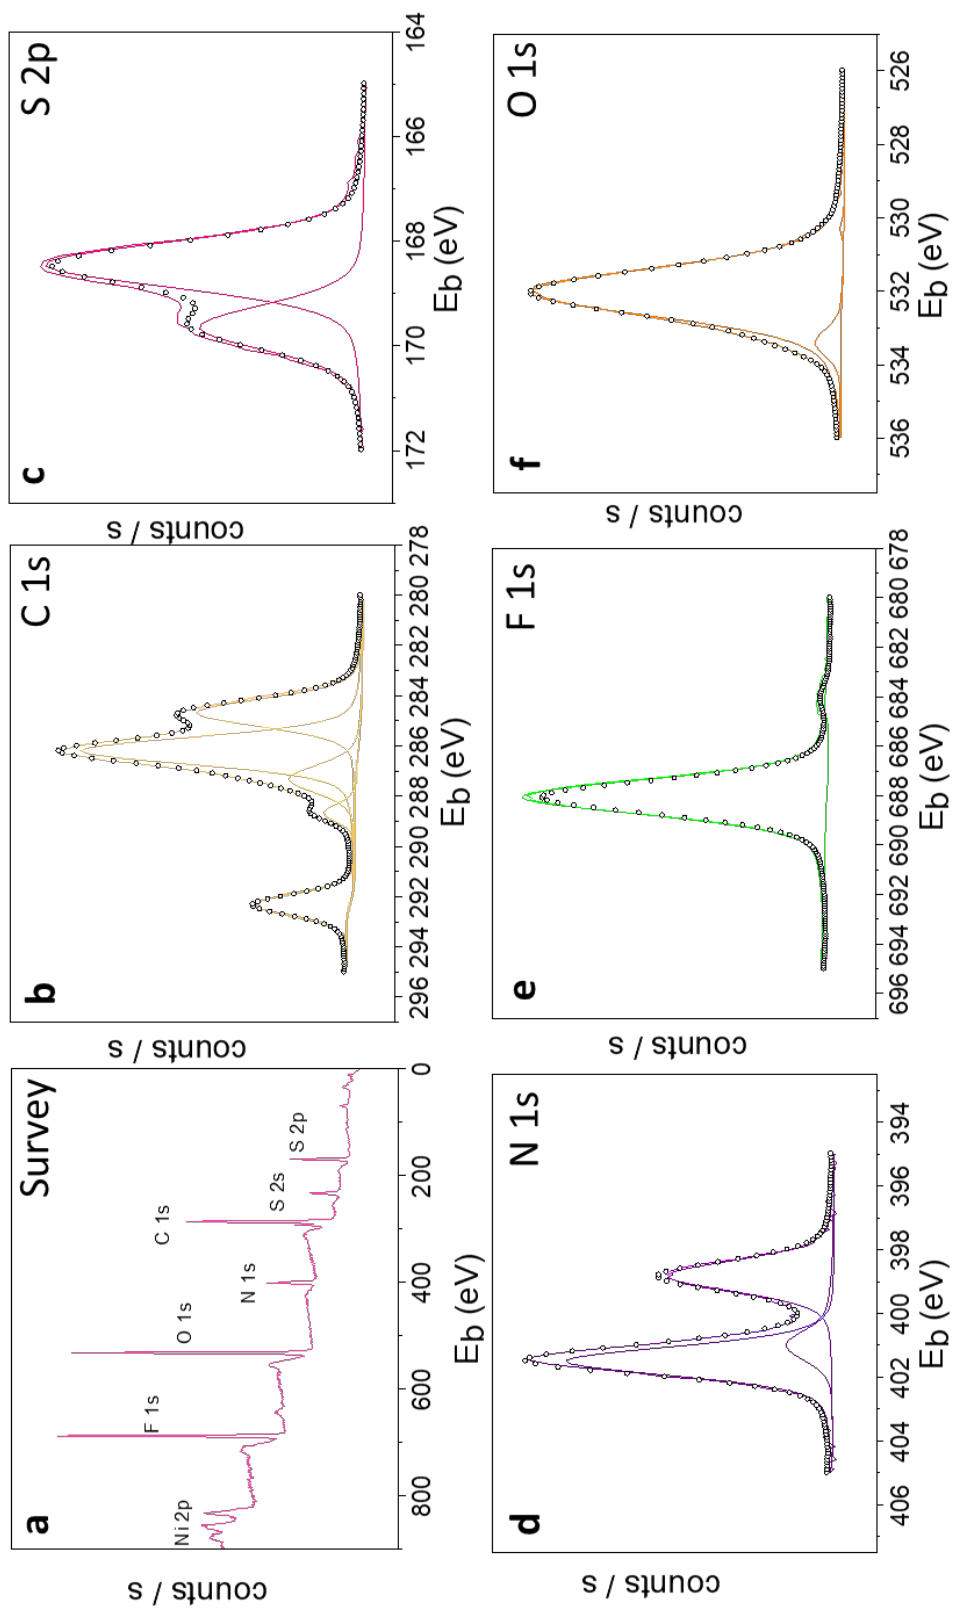 a
Survey
Ni 2p
F 1s
O 1s
N 1s
C 1s
S 2s
S 2p
counts / s
800 600 400 200 0
Eb (eV)
b
C 1s
counts / s
296 294 292 290 288 286 284 282 280 278
Eb (eV)
c
S 2p
counts / s
172 170 168 166 164
Eb (eV)
d
N 1s
counts / s
406 404 402 400 398 396 394
Eb (eV)
e
F 1s
counts / s
696 694 692 690 688 686 684 682 680 678
Eb (eV)
f
O 1s
counts / s
536 534 532 530 528 526
Eb (eV)